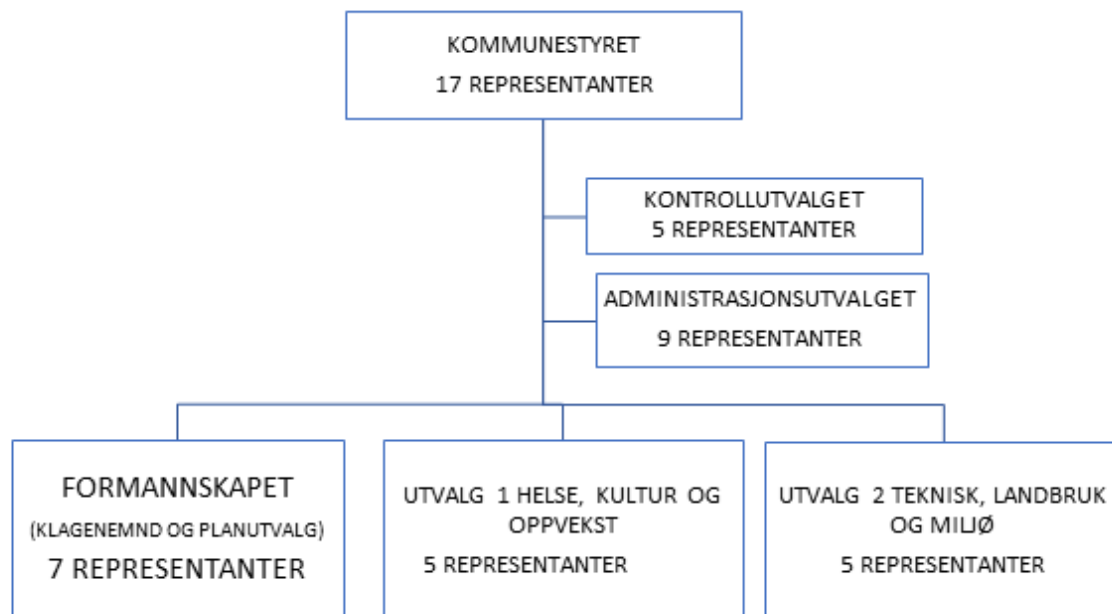 KOMMUNESTYRET
17 REPRESENTANTER
KONTROLLUTVALGET
5 REPRESENTANTER
ADMINISTRASJONSUTVALGET
9 REPRESENTANTER
FORMANNSKAPET
(KLAGENEMND OG PLANUTVALG)
7 REPRESENTANTER
UTVALG 1 HELSE, KULTUR OG
OPPVEKST
5 REPRESENTANTER
UTVALG 2 TEKNISK, LANDBRUK
OG MILJØ
5 REPRESENTANTER